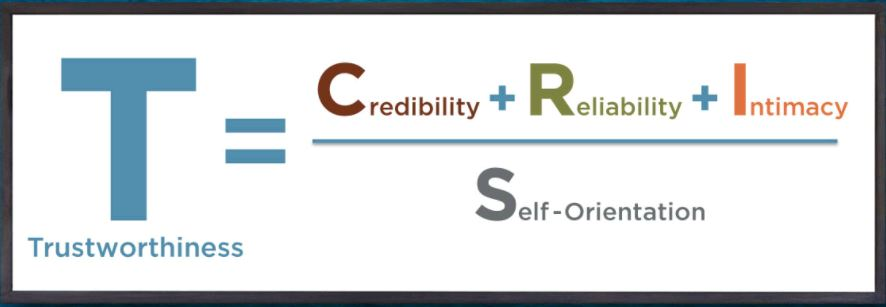 T = Credibility + Reliability + Intimacy
Self-Orientation
Trustworthiness